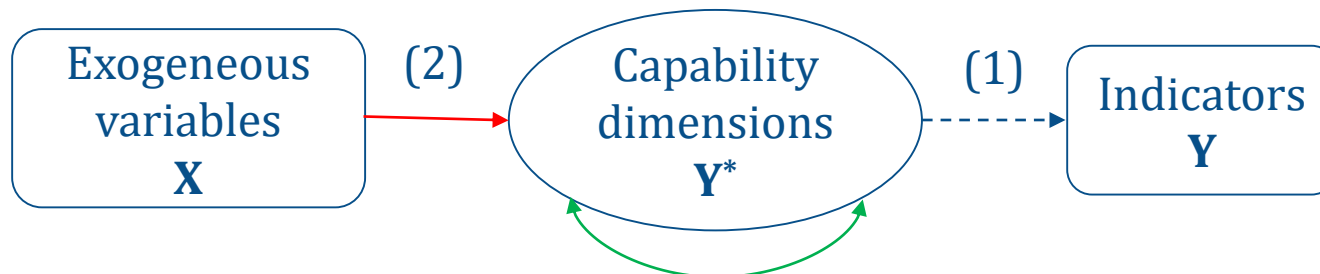 Exogeneous
variables
X
(2)
Capability
dimensions
Y*
(1)
Indicators
Y